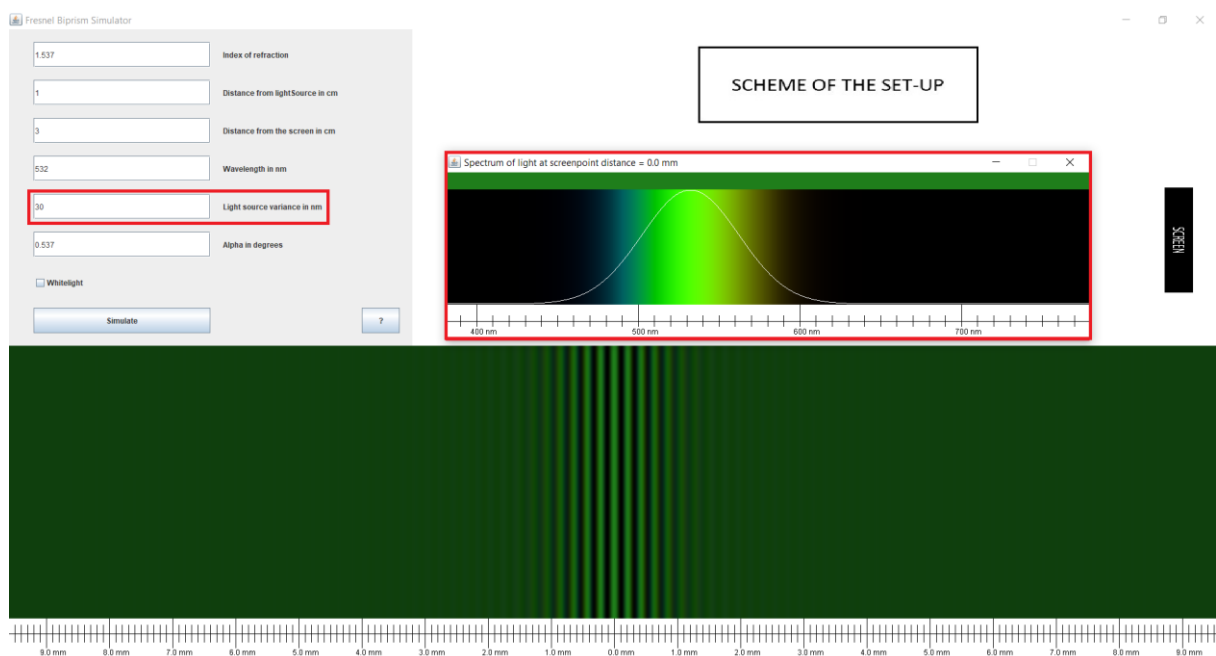 Fresnel Biprism Simulator
1.537 Index of refraction
1 Distance from lightSource in cm
3 Distance from the screen in cm
532 Wavelength in nm
30 Light source variance in nm
0.537 Alpha in degrees
Whitelight
Simulate
?
SCHEME OF THE SET-UP
Spectrum of light at screenpoint distance = 0.0 mm
400 nm 500 nm 600 nm 700 nm
SCREEN
9.0 mm 8.0 mm 7.0 mm 6.0 mm 5.0 mm 4.0 mm 3.0 mm 2.0 mm 1.0 mm 0.0 mm 1.0 mm 2.0 mm 3.0 mm 4.0 mm 5.0 mm 6.0 mm 7.0 mm 8.0 mm 9.0 mm